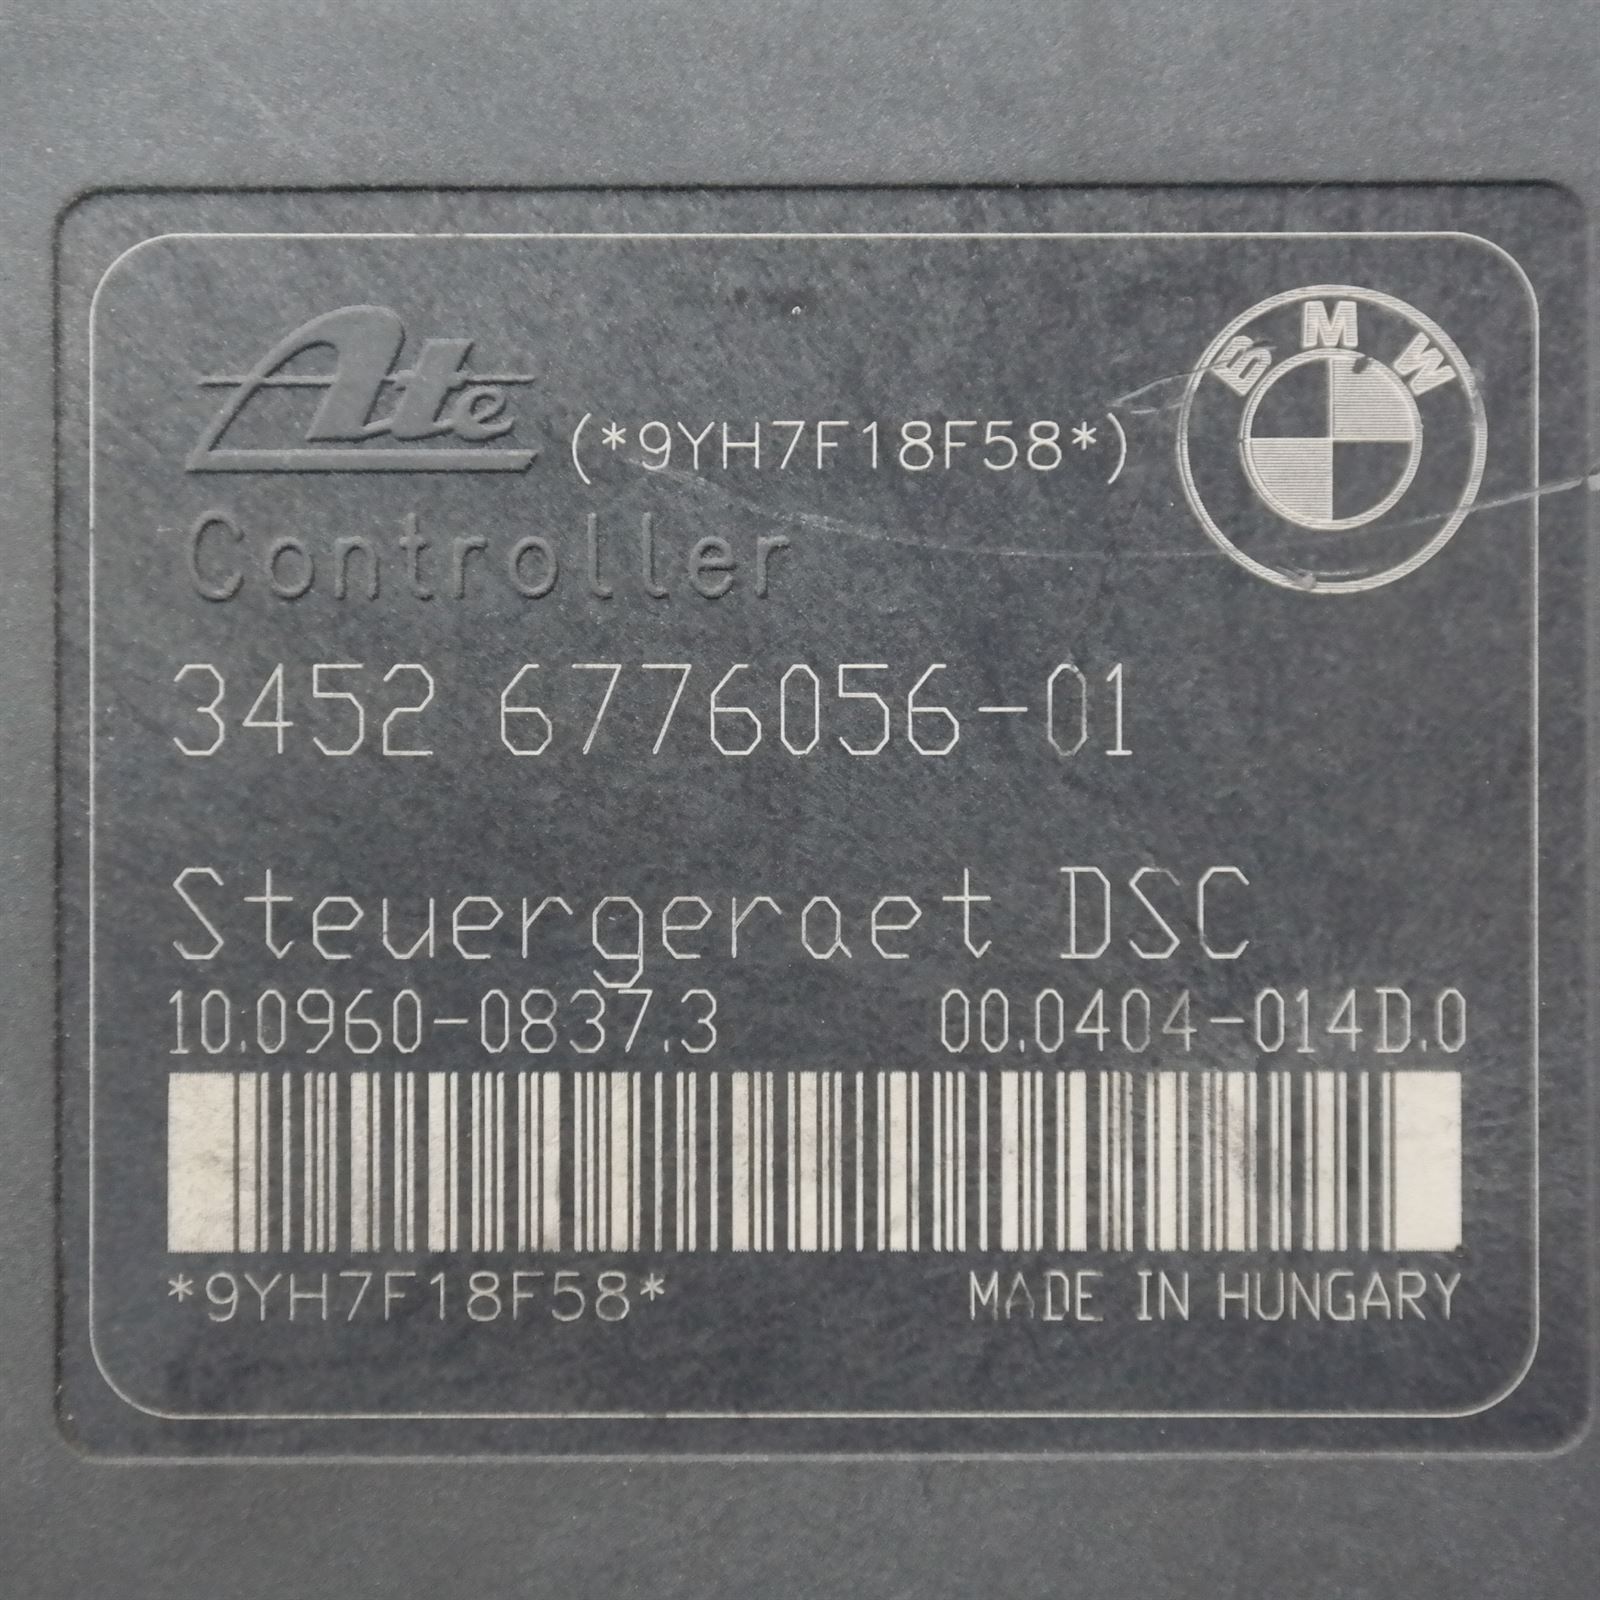 Ate (*9YH7F18F58*)
BMW
Controller
3452 6776056-01
Steuergeraet DSC
10.0960-0837.3 00.0404-014D.0
*9YH7F18F58* MADE IN HUNGARY